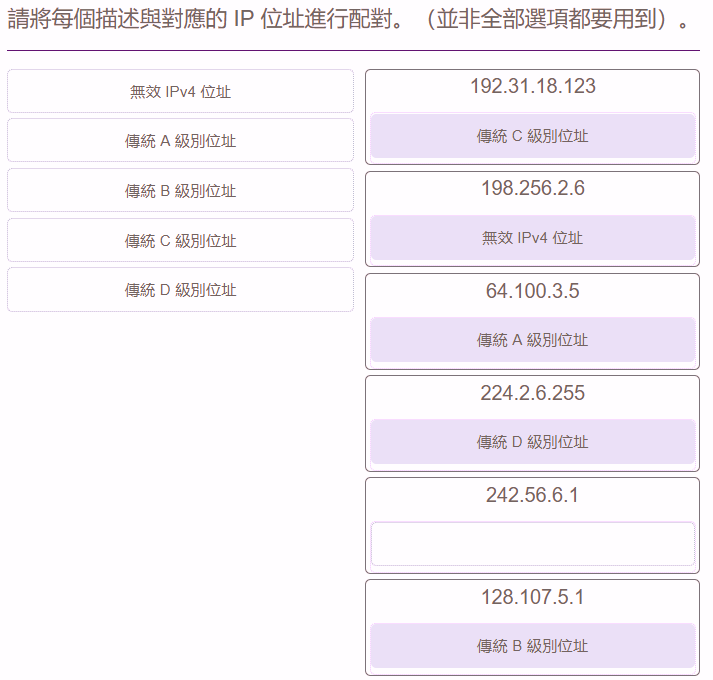 請將每個描述與對應的 IP 位址進行配對。（並非全部選項都要用到）。
無效 IPv4 位址
傳統 A 級別位址
傳統 B 級別位址
傳統 C 級別位址
傳統 D 級別位址
192.31.18.123
傳統 C 級別位址
198.256.2.6
無效 IPv4 位址
64.100.3.5
傳統 A 級別位址
224.2.6.255
傳統 D 級別位址
242.56.6.1
128.107.5.1
傳統 B 級別位址